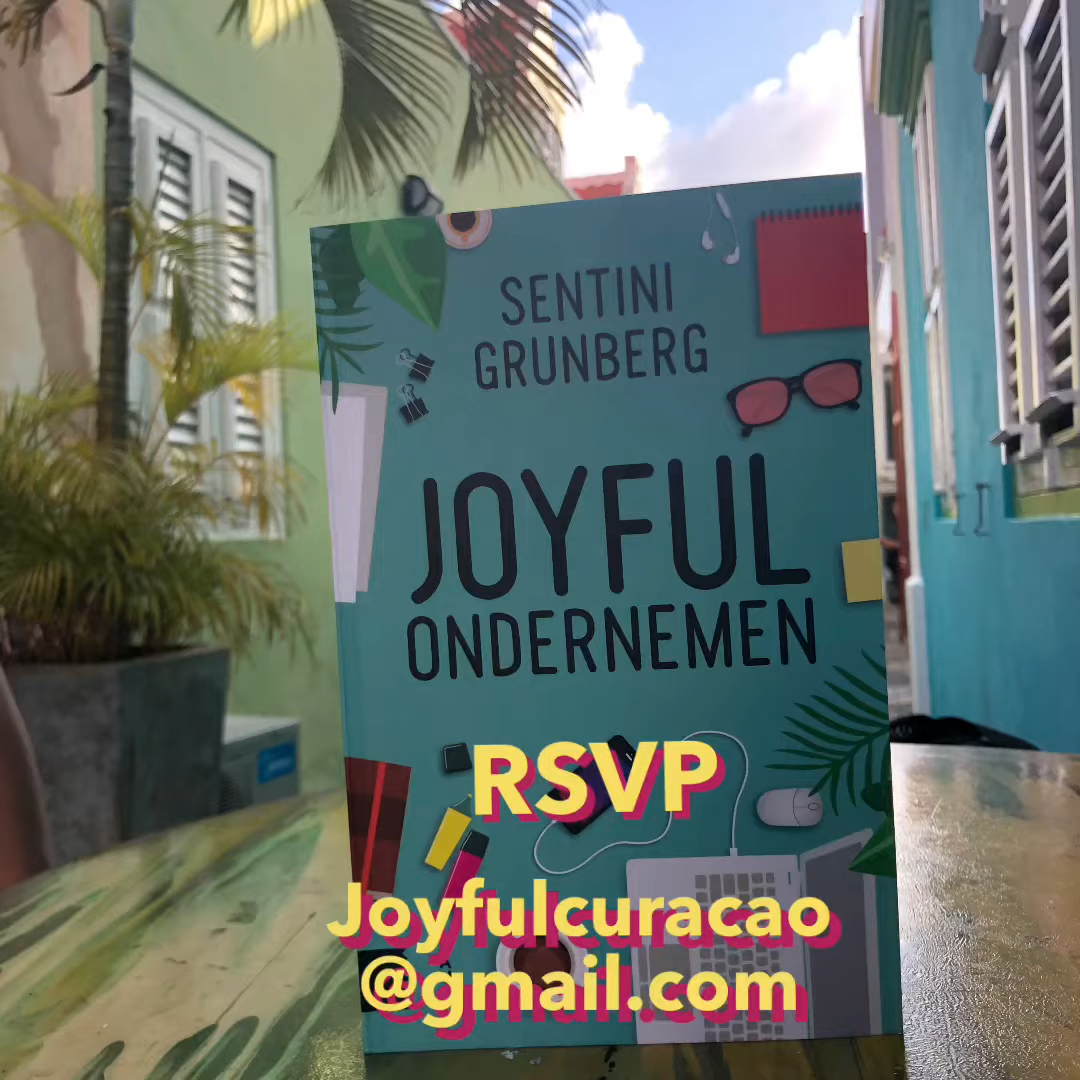 SENTINI
GRUNBERG
JOYFUL
ONDERNEMEN
RSVP
Joyfulcuracao
@gmail.com